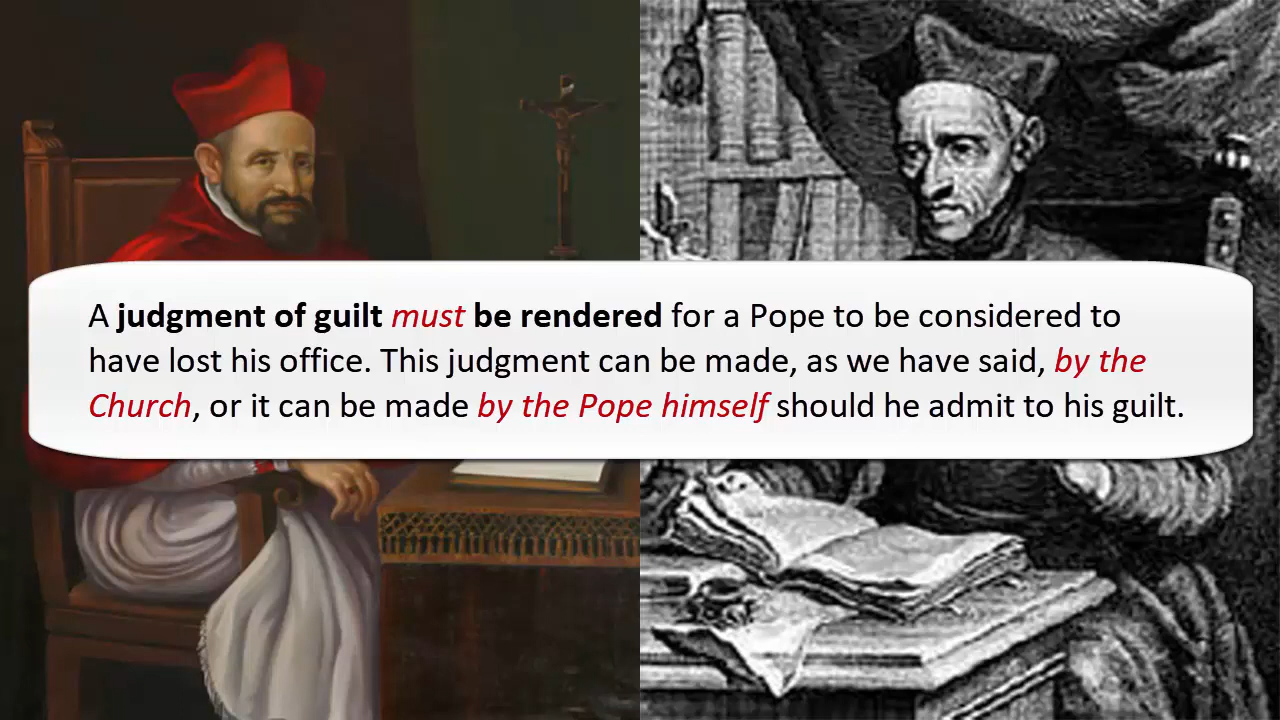 A judgment of guilt must be rendered for a Pope to be considered to
have lost his office. This judgment can be made, as we have said, by the
Church, or it can be made by the Pope himself should he admit to his guilt.